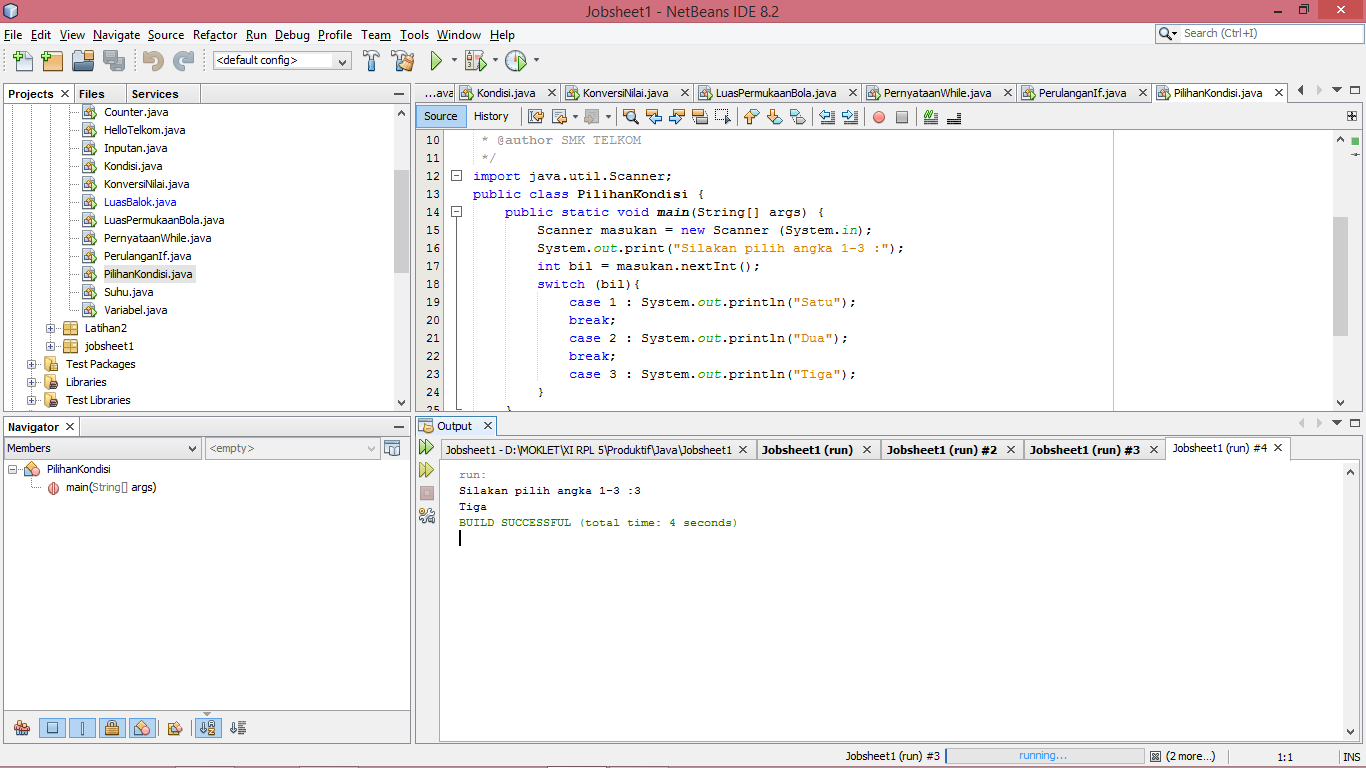 Jobsheet1 - NetBeans IDE 8.2
File Edit View Navigate Source Refactor Run Debug Profile Team Tools Window Help
Search (Ctrl+I)
<default config>
Projects Files Services
Counter.java
HelloTelkom.java
Inputan.java
Kondisi.java
KonversiNilai.java
LuasBalok.java
LuasPermukaanBola.java
PernyataanWhile.java
PerulanganIf.java
PilihanKondisi.java
Suhu.java
Variabel.java
Latihan2
jobsheet1
Test Packages
Libraries
Test Libraries
...ava Kondisi.java KonversiNilai.java LuasPermukaanBola.java PernyataanWhile.java PerulanganIf.java PilihanKondisi.java
Source History
10 * @author SMK TELKOM
11 */
12 import java.util.Scanner;
13 public class PilihanKondisi {
14 public static void main(String[] args) {
15 Scanner masukan = new Scanner (System.in);
16 System.out.print("Silakan pilih angka 1-3 :");
17 int bil = masukan.nextInt();
18 switch (bil){
19 case 1 : System.out.println("Satu");
20 break;
21 case 2 : System.out.println("Dua");
22 break;
23 case 3 : System.out.println("Tiga");
24 }
25 }
Navigator
Members <empty>
PilihanKondisi
main(String[] args)
Output
Jobsheet1 - D:\MOKLET\XI RPL 5\Produktif\Java\Jobsheet1 Jobsheet1 (run) Jobsheet1 (run) #2 Jobsheet1 (run) #3 Jobsheet1 (run) #4
run:
Silakan pilih angka 1-3 :3
Tiga
BUILD SUCCESSFUL (total time: 4 seconds)
Jobsheet1 (run) #3 running... (2 more...) 1:1 INS